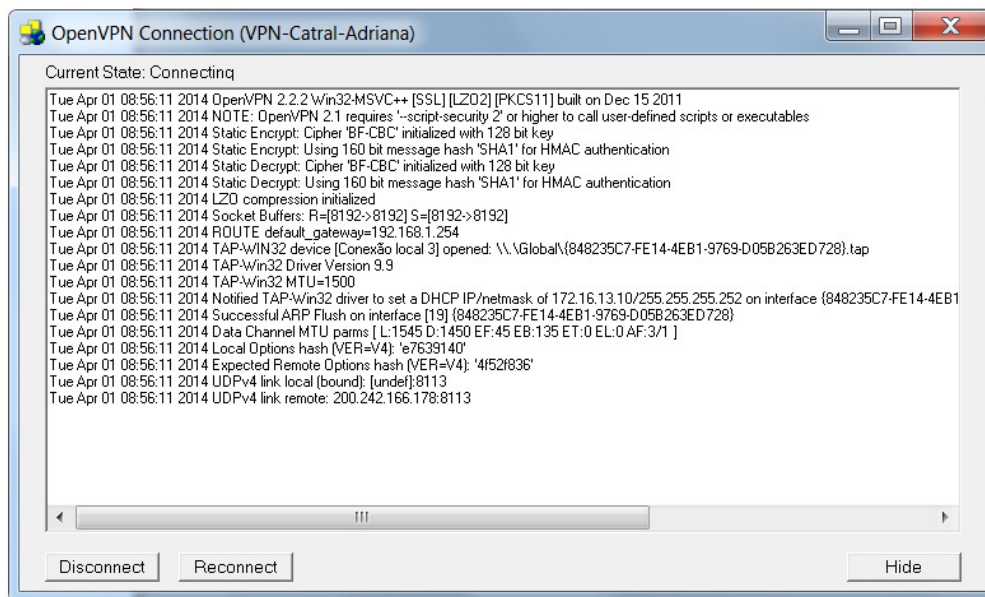 OpenVPN Connection (VPN-Catral-Adriana)
Current State: Connecting
Tue Apr 01 08:56:11 2014 OpenVPN 2.2.2 Win32-MSVC++ [SSL] [LZO2] [PKCS11] built on Dec 15 2011
Tue Apr 01 08:56:11 2014 NOTE: OpenVPN 2.1 requires '--script-security 2' or higher to call user-defined scripts or executables
Tue Apr 01 08:56:11 2014 Static Encrypt: Cipher 'BF-CBC' initialized with 128 bit key
Tue Apr 01 08:56:11 2014 Static Encrypt: Using 160 bit message hash 'SHA1' for HMAC authentication
Tue Apr 01 08:56:11 2014 Static Decrypt: Cipher 'BF-CBC' initialized with 128 bit key
Tue Apr 01 08:56:11 2014 Static Decrypt: Using 160 bit message hash 'SHA1' for HMAC authentication
Tue Apr 01 08:56:11 2014 LZO compression initialized
Tue Apr 01 08:56:11 2014 Socket Buffers: R=[8192->8192] S=[8192->8192]
Tue Apr 01 08:56:11 2014 ROUTE default_gateway=192.168.1.254
Tue Apr 01 08:56:11 2014 TAP-WIN32 device [Conexão local 3] opened: \\.\Global\{848235C7-FE14-4EB1-9769-D05B263ED728}.tap
Tue Apr 01 08:56:11 2014 TAP-Win32 Driver Version 9.9
Tue Apr 01 08:56:11 2014 TAP-Win32 MTU=1500
Tue Apr 01 08:56:11 2014 Notified TAP-Win32 driver to set a DHCP IP/netmask of 172.16.13.10/255.255.255.252 on interface {848235C7-FE14-4EB1
Tue Apr 01 08:56:11 2014 Successful ARP Flush on interface [19] {848235C7-FE14-4EB1-9769-D05B263ED728}
Tue Apr 01 08:56:11 2014 Data Channel MTU parms [ L:1545 D:1450 EF:45 EB:135 ET:0 EL:0 AF:3/1 ]
Tue Apr 01 08:56:11 2014 Local Options hash (VER=V4): 'e7639140'
Tue Apr 01 08:56:11 2014 Expected Remote Options hash (VER=V4): '4f52f836'
Tue Apr 01 08:56:11 2014 UDPv4 link local (bound): [undef]:8113
Tue Apr 01 08:56:11 2014 UDPv4 link remote: 200.242.166.178:8113
Disconnect Reconnect Hide